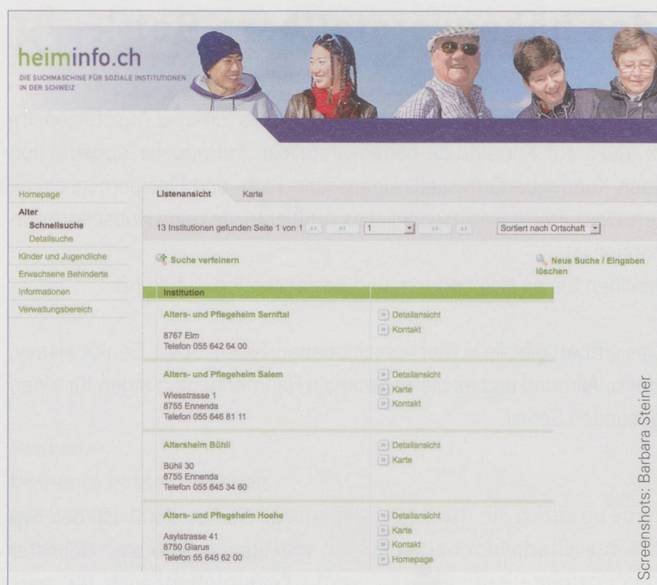 heiminfo.ch
DIE SUCHMASCHINE FÜR SOZIALE INSTITUTIONEN
IN DER SCHWEIZ
Homepage
Alter
Schnellsuche
Detailsuche
Kinder und Jugendliche
Erwachsene Behinderte
Informationen
Verwaltungsbereich
Listenansicht Karte
13 Institutionen gefunden Seite 1 von 1 1 Sortiert nach Ortschaft
Suche verfeinern
Neue Suche / Eingaben
löschen
Institution
Alters- und Pflegeheim Sernftal
8767 Elm
Telefon 055 642 64 00
Detailansicht
Kontakt
Alters- und Pflegeheim Salem
Wiesstrasse 1
8755 Ennenda
Telefon 055 646 81 11
Detailansicht
Karte
Kontakt
Altersheim Bühli
Bühli 30
8755 Ennenda
Telefon 055 645 34 60
Detailansicht
Karte
Alters- und Pflegeheim Hoehe
Asylstrasse 41
8750 Glarus
Telefon 55 645 62 00
Detailansicht
Karte
Kontakt
Homepage
Screenshots: Barbara Steiner